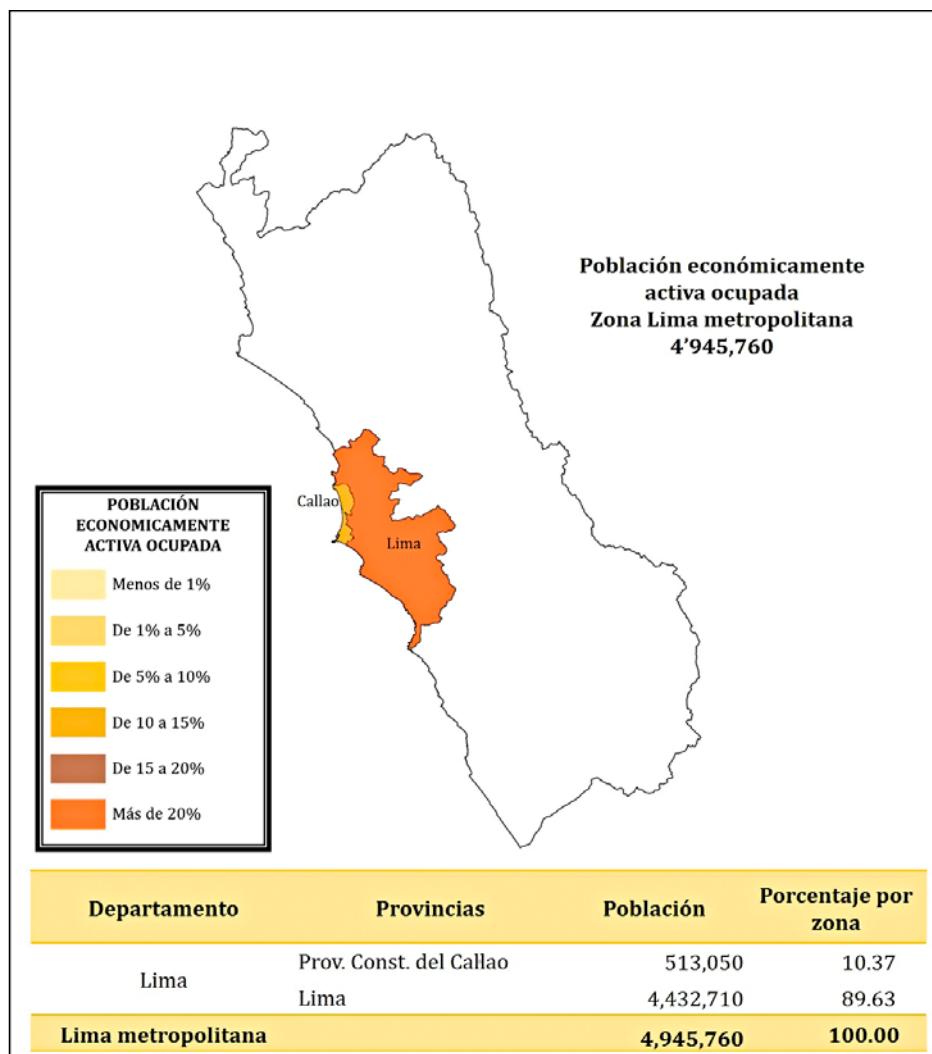 Población económicamente
activa ocupada
Zona Lima metropolitana
4’945,760
Callao
Lima
POBLACIÓN
ECONOMICAMENTE
ACTIVA OCUPADA
Menos de 1%
De 1% a 5%
De 5% a 10%
De 10 a 15%
De 15 a 20%
Más de 20%
Departamento Provincias Población Porcentaje por zona
Lima Prov. Const. del Callao 513,050 10.37
Lima 4,432,710 89.63
Lima metropolitana 4,945,760 100.00